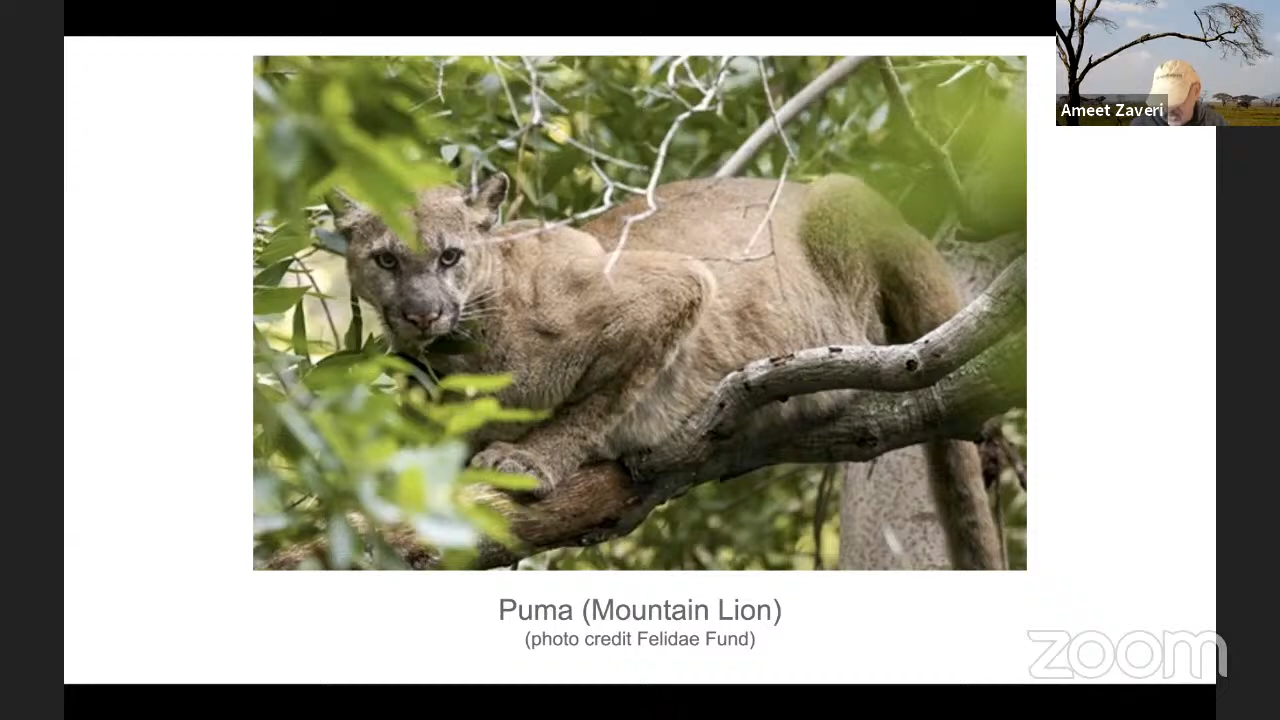 Ameet Zaveri
Puma (Mountain Lion)
(photo credit Felidae Fund)
zoom